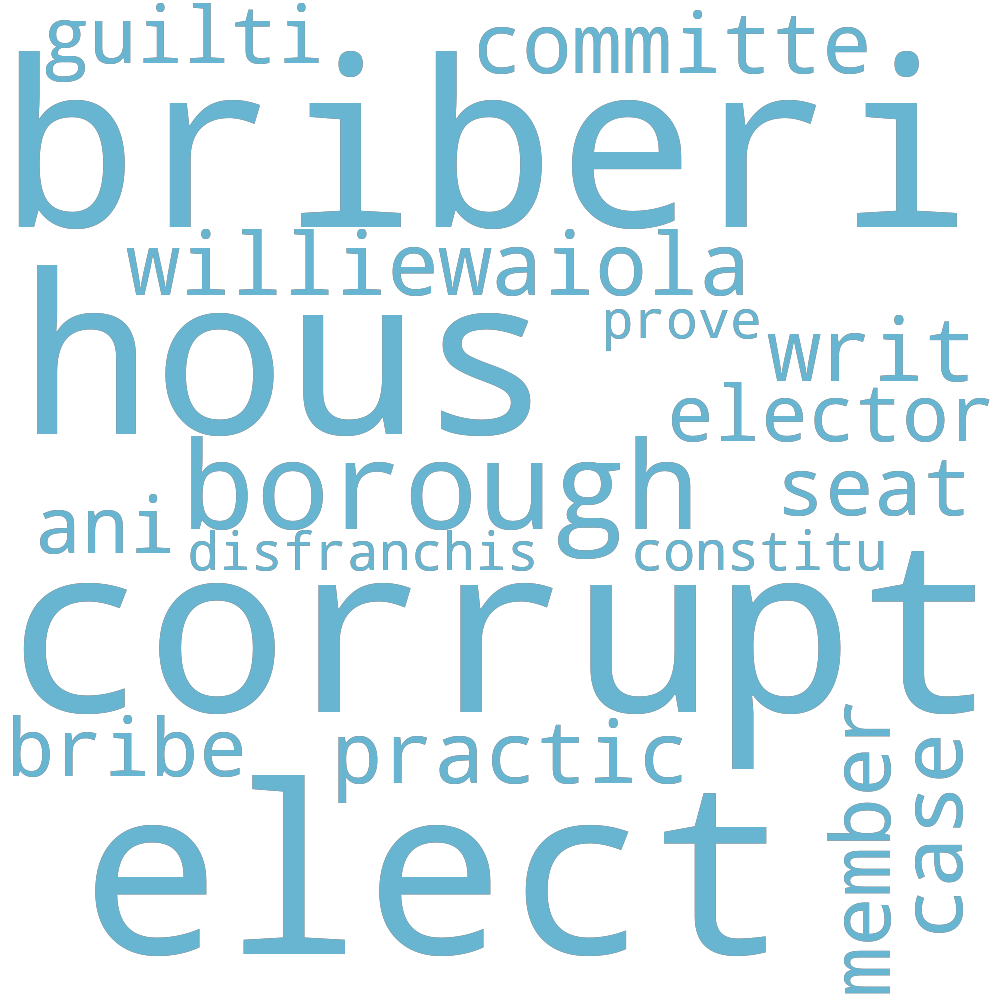 guilti committe
briberi
williewaiola
hous
prove
writ
elector
borough
seat
ani
disfranchis constitu
corrupt
bribe practic
member
case
elect